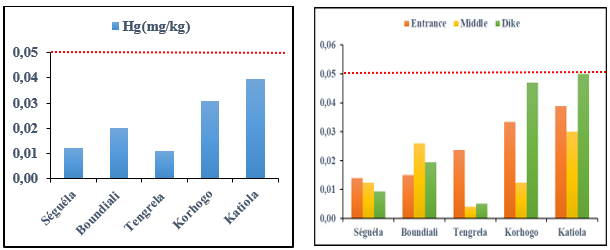 Hg(mg/kg)
0,05
0,04
0,03
0,02
0,01
0,00
Séguéla
Boundiali
Tengrela
Korhogo
Katiola
Entrance Middle Dike
0,06
0,05
0,04
0,03
0,02
0,01
0,00
Séguéla Boundiali Tengrela Korhogo Katiola